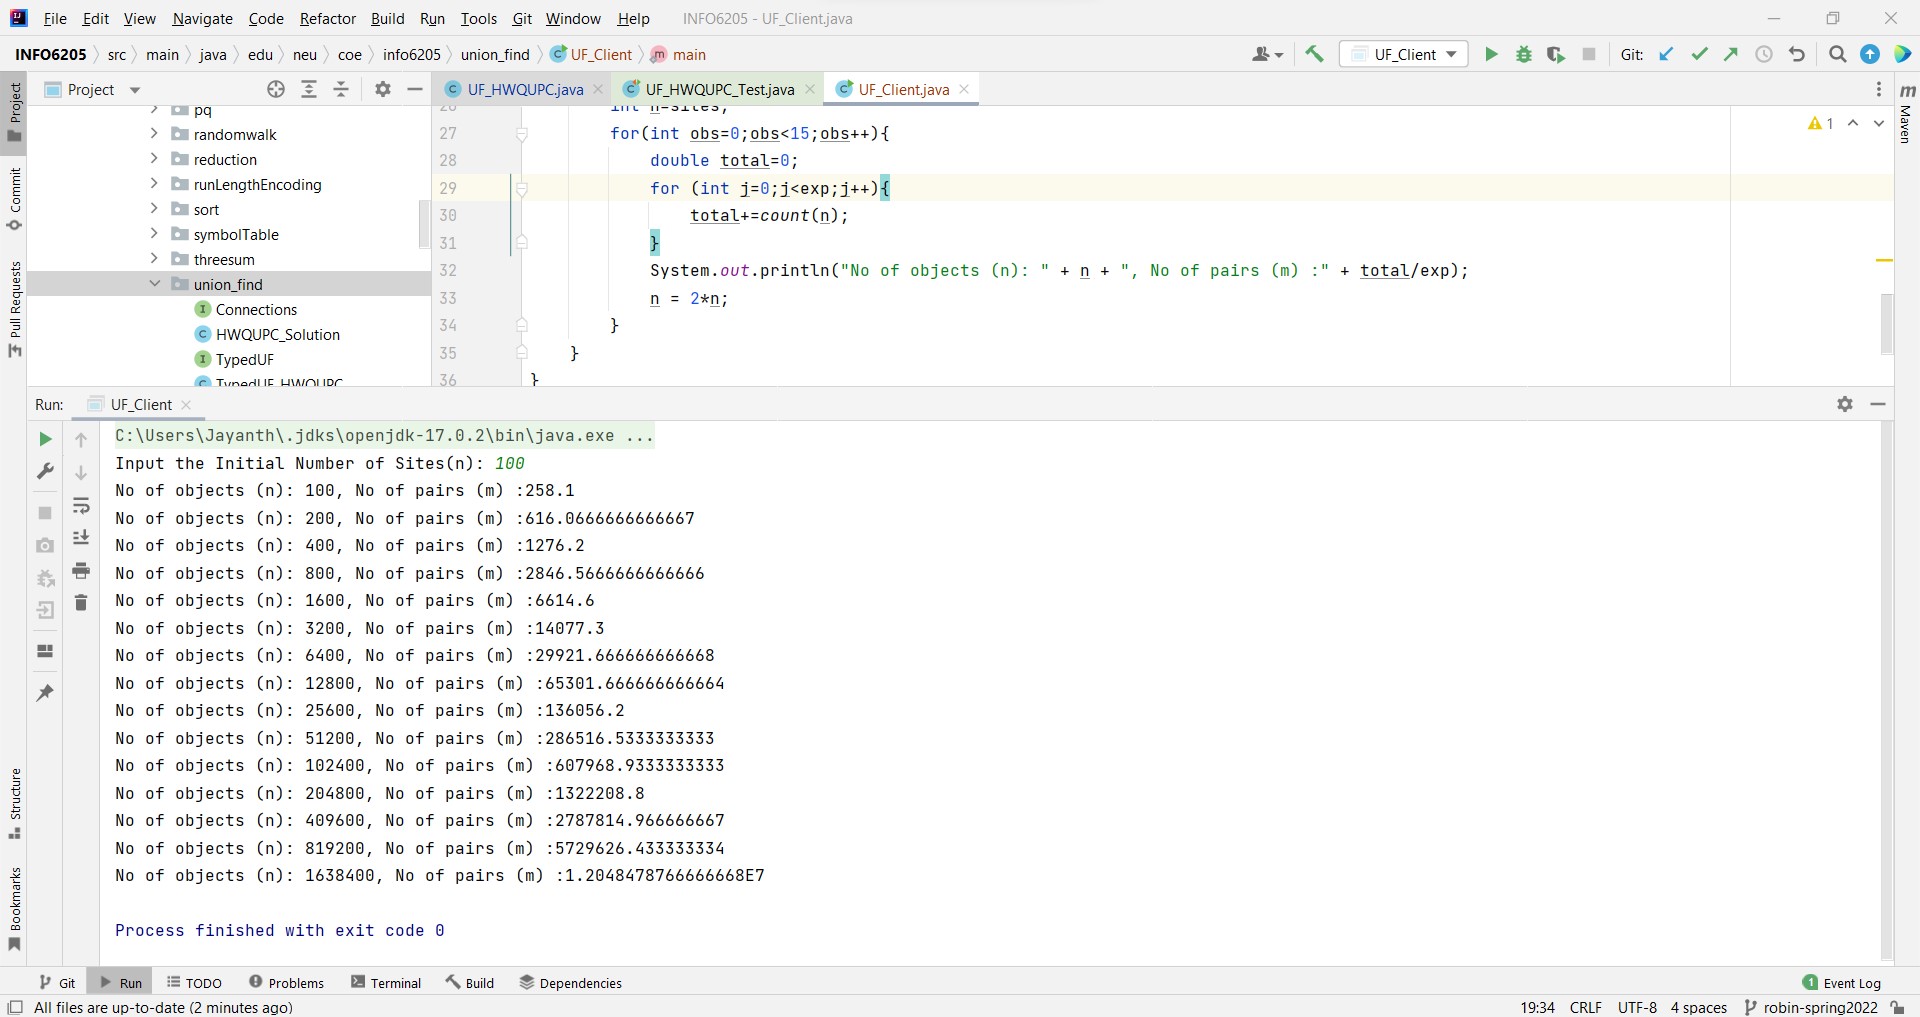 File Edit View Navigate Code Refactor Build Run Tools Git Window Help INFO6205 - UF_Client.java
INFO6205 src main java edu neu coe info6205 union_find UF_Client main
UF_Client Git:
Project
UF_HWQUPC.java UF_HWQUPC_Test.java UF_Client.java
Project
Commit
Pull Requests
Maven
pq
randomwalk
reduction
runLengthEncoding
sort
symbolTable
threesum
union_find
Connections
HWQUPC_Solution
TypedUF
TypedUF_HWQUPC
1
26 int n=sites;
27 for(int obs=0;obs<15;obs++){
28 double total=0;
29 for (int j=0;j<exp;j++){
30 total+=count(n);
31 }
32 System.out.println("No of objects (n): " + n + ", No of pairs (m) :" + total/exp);
33 n = 2*n;
34 }
35 }
36 }
Run: UF_Client
C:\Users\Jayanth\.jdks\openjdk-17.0.2\bin\java.exe ...
Input the Initial Number of Sites(n): 100
No of objects (n): 100, No of pairs (m) :258.1
No of objects (n): 200, No of pairs (m) :616.0666666666667
No of objects (n): 400, No of pairs (m) :1276.2
No of objects (n): 800, No of pairs (m) :2846.5666666666666
No of objects (n): 1600, No of pairs (m) :6614.6
No of objects (n): 3200, No of pairs (m) :14077.3
No of objects (n): 6400, No of pairs (m) :29921.666666666668
No of objects (n): 12800, No of pairs (m) :65301.666666666664
No of objects (n): 25600, No of pairs (m) :136056.2
No of objects (n): 51200, No of pairs (m) :286516.5333333333
No of objects (n): 102400, No of pairs (m) :607968.9333333333
No of objects (n): 204800, No of pairs (m) :1322208.8
No of objects (n): 409600, No of pairs (m) :2787814.966666667
No of objects (n): 819200, No of pairs (m) :5729626.433333334
No of objects (n): 1638400, No of pairs (m) :1.2048478766666668E7
Process finished with exit code 0
Structure
Bookmarks
Git Run TODO Problems Terminal Build Dependencies 1 Event Log
All files are up-to-date (2 minutes ago) 19:34 CRLF UTF-8 4 spaces robin-spring2022